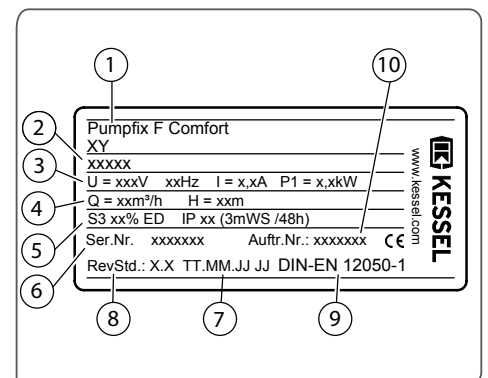 1
10
2
3
4
5
6
8
7
9
Pumpfix F Comfort
XY
xxxxx
U = xxxV xxHz I = x,xA P1 = x,xkW
Q = xxm³/h H = xxm
S3 xx% ED IP xx (3mWS /48h)
Ser.Nr. xxxxxxx Auftr.Nr.: xxxxxxx CE
RevStd.: X.X TT.MM.JJ JJ DIN-EN 12050-1
www.kessel.com
KESSEL